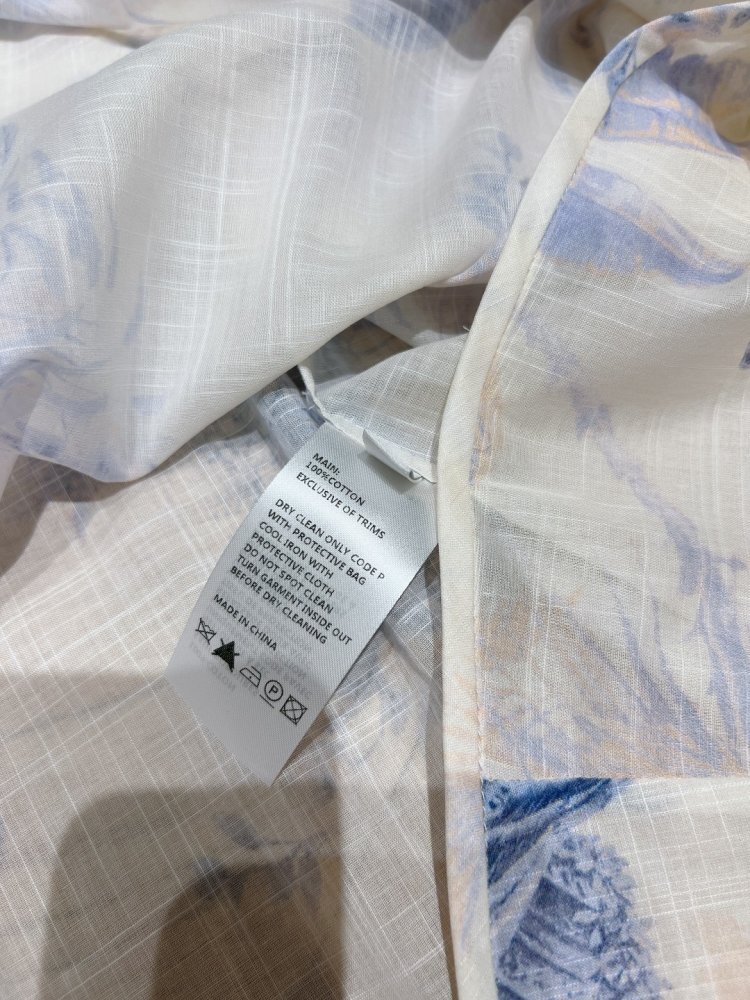 MAIN:
100%COTTON
EXCLUSIVE OF TRIMS
DRY CLEAN ONLY CODE P
WITH PROTECTIVE BAG
COOL IRON WITH
PROTECTIVE CLOTH
DO NOT SPOT CLEAN
TURN GARMENT INSIDE OUT
BEFORE DRY CLEANING
MADE IN CHINA
P